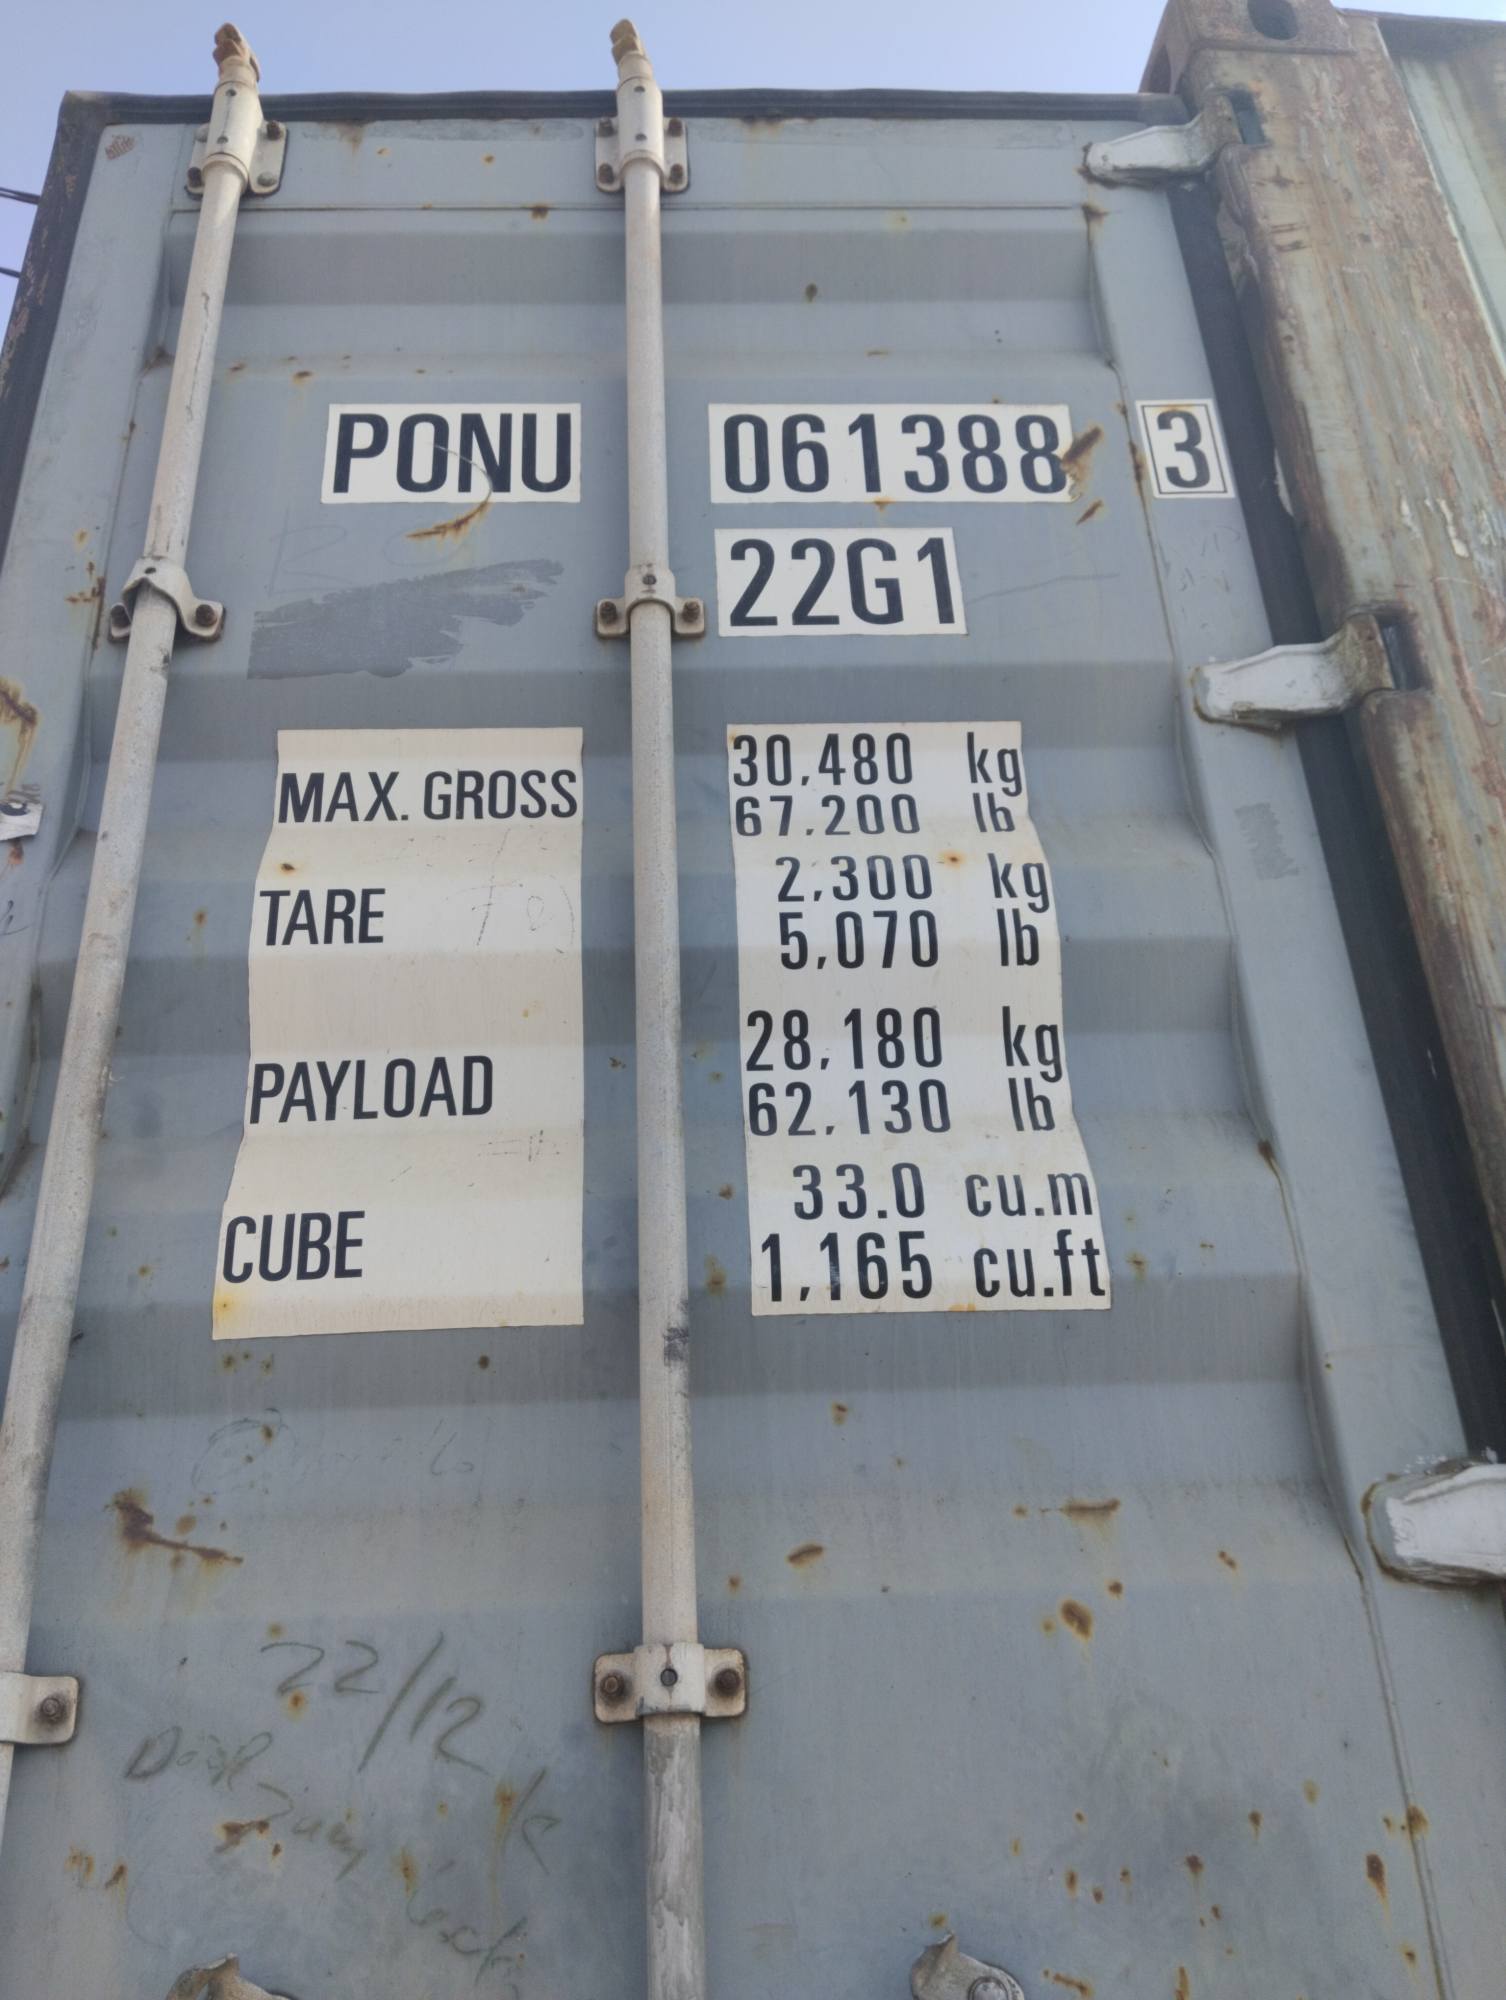 PONU 061388 3
22G1
MAX. GROSS 30,480 kg
67,200 lb
TARE 2,300 kg
5,070 lb
PAYLOAD 28,180 kg
62,130 lb
CUBE 33.0 cu.m
1,165 cu.ft
22/12
Door